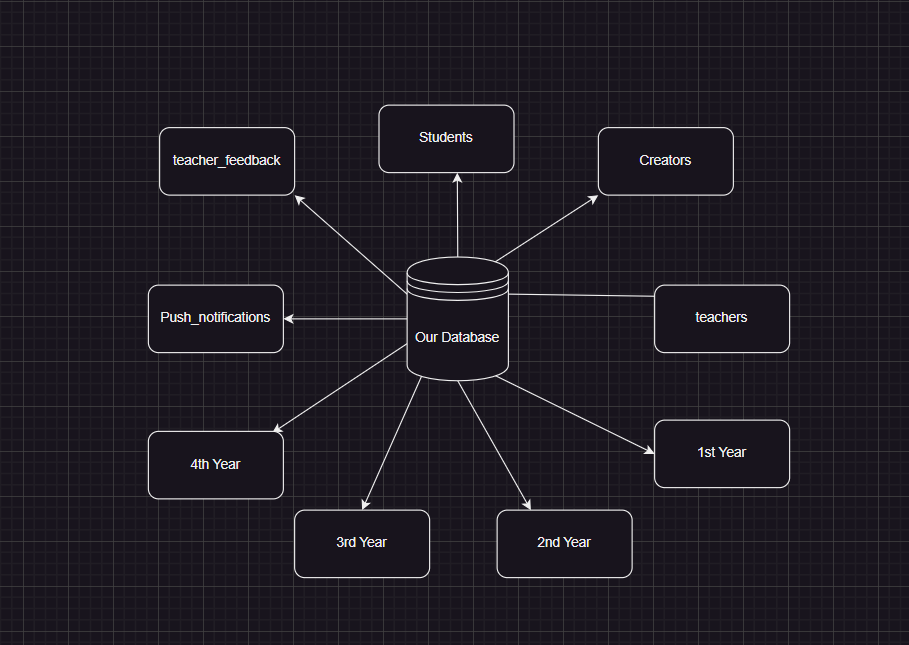 Students
teacher_feedback
Creators
Push_notifications
teachers
Our Database
1st Year
4th Year
3rd Year
2nd Year